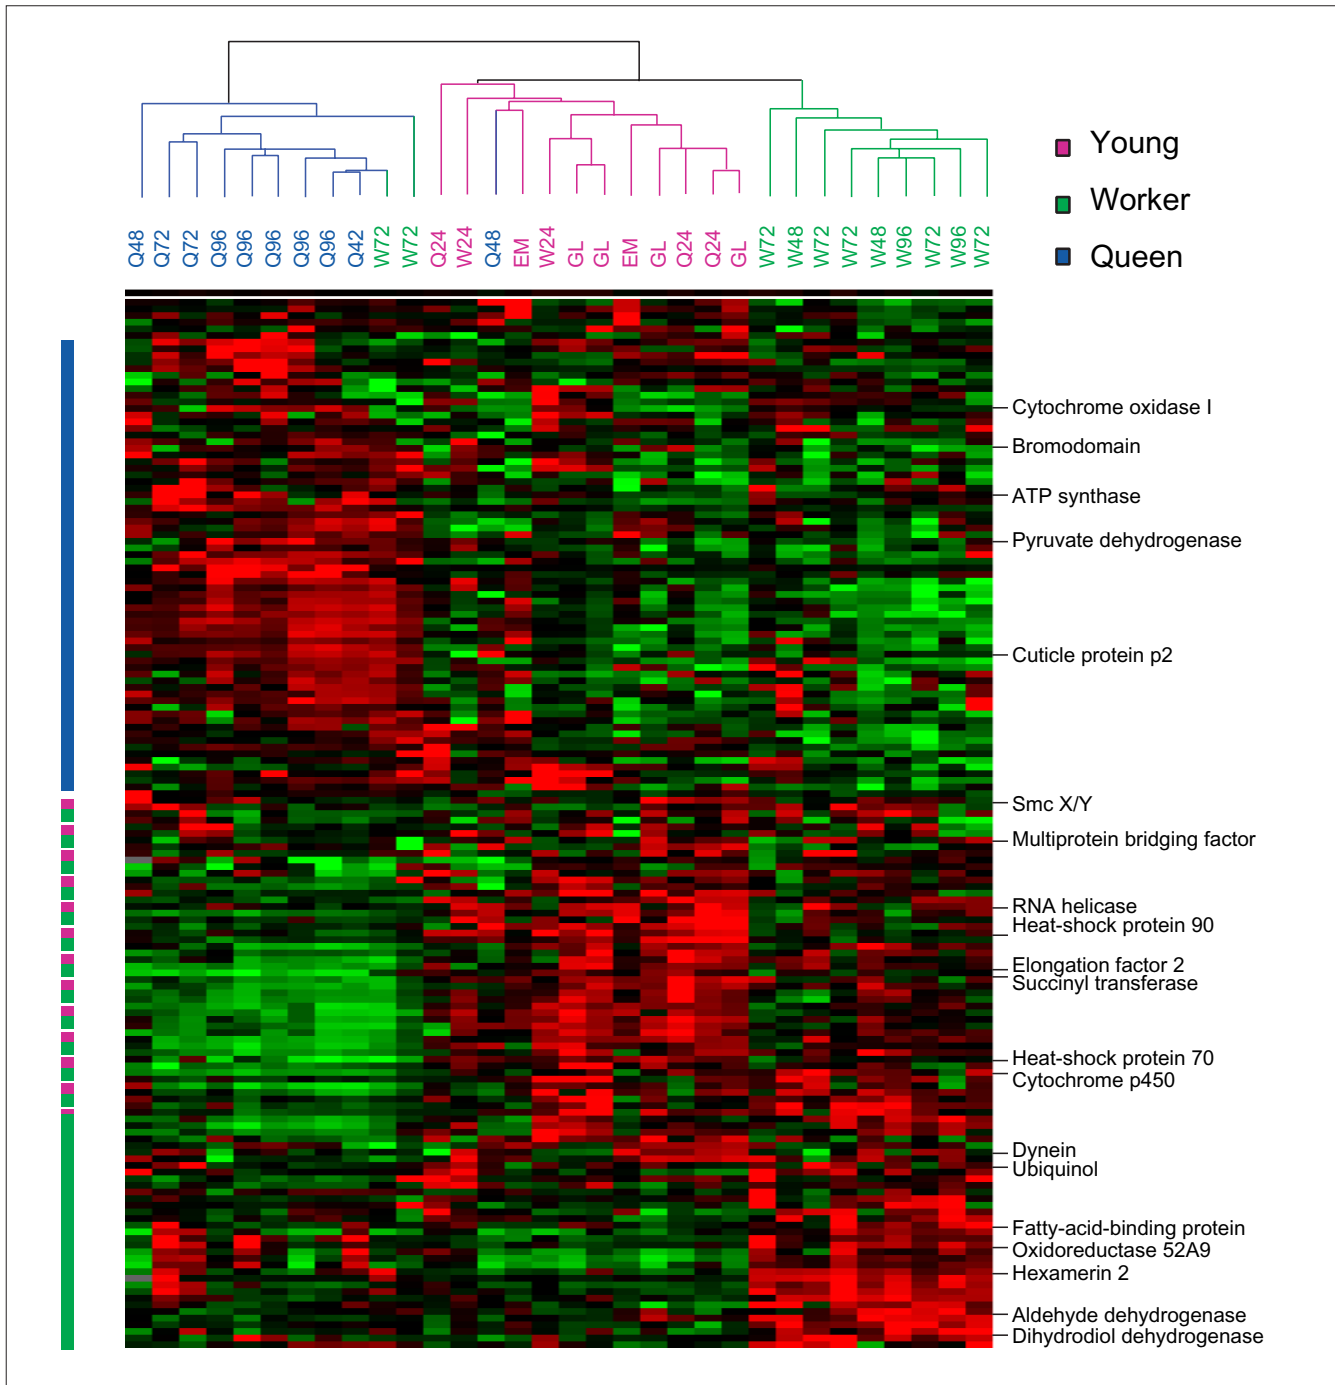 Young
Worker
Queen
Q48 Q72 Q72 Q96 Q96 Q96 Q96 Q96 Q42 W72 W72 Q24 W24 Q48 EM W24 GL GL EM GL Q24 Q24 GL W72 W48 W72 W72 W48 W96 W72 W96 W72
Cytochrome oxidase I
Bromodomain
ATP synthase
Pyruvate dehydrogenase
Cuticle protein p2
Smc X/Y
Multiprotein bridging factor
RNA helicase
Heat-shock protein 90
Elongation factor 2
Succinyl transferase
Heat-shock protein 70
Cytochrome p450
Dynein
Ubiquinol
Fatty-acid-binding protein
Oxidoreductase 52A9
Hexamerin 2
Aldehyde dehydrogenase
Dihydrodiol dehydrogenase